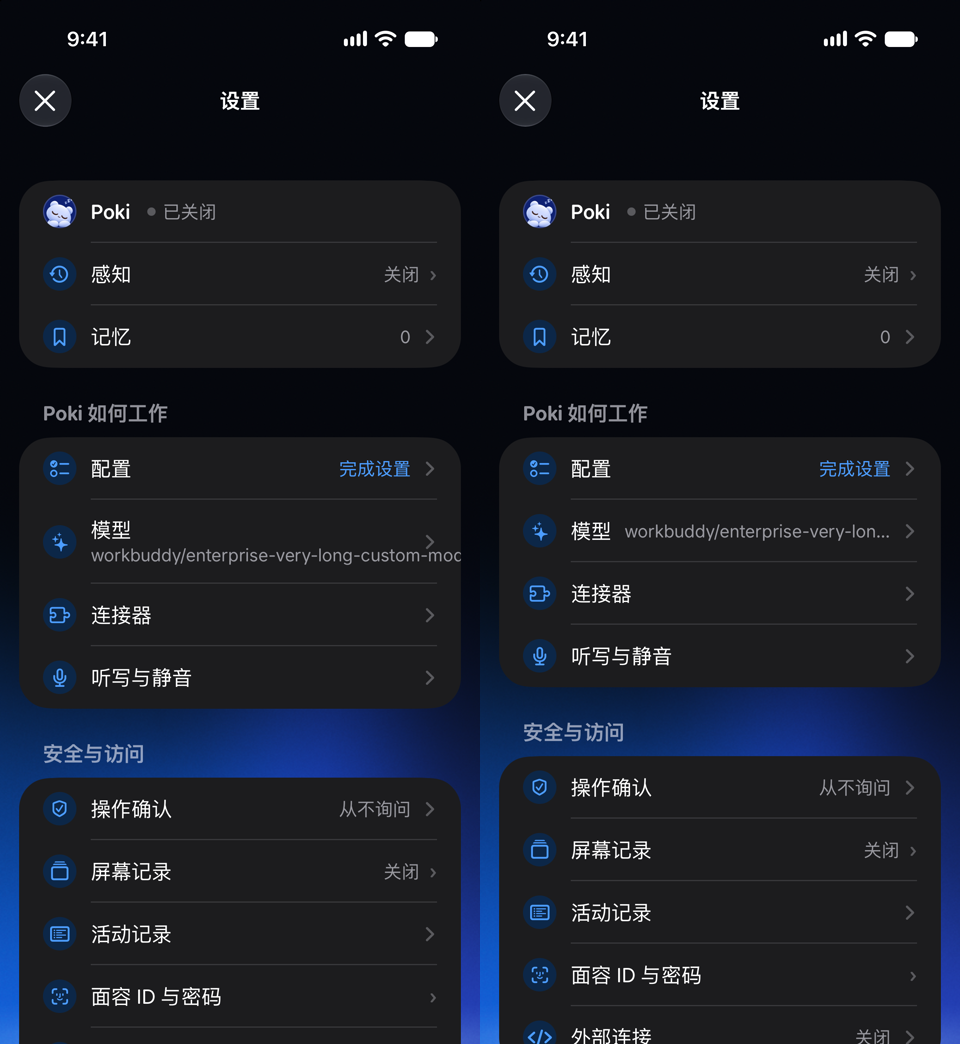 9:41
设置
Poki 已关闭
感知 关闭
记忆 0
Poki 如何工作
配置 完成设置
模型
workbuddy/enterprise-very-long-custom-mod
连接器
听写与静音
安全与访问
操作确认 从不询问
屏幕记录 关闭
活动记录
面容 ID 与密码
9:41
设置
Poki 已关闭
感知 关闭
记忆 0
Poki 如何工作
配置 完成设置
模型 workbuddy/enterprise-very-lon...
连接器
听写与静音
安全与访问
操作确认 从不询问
屏幕记录 关闭
活动记录
面容 ID 与密码
外部连接 关闭